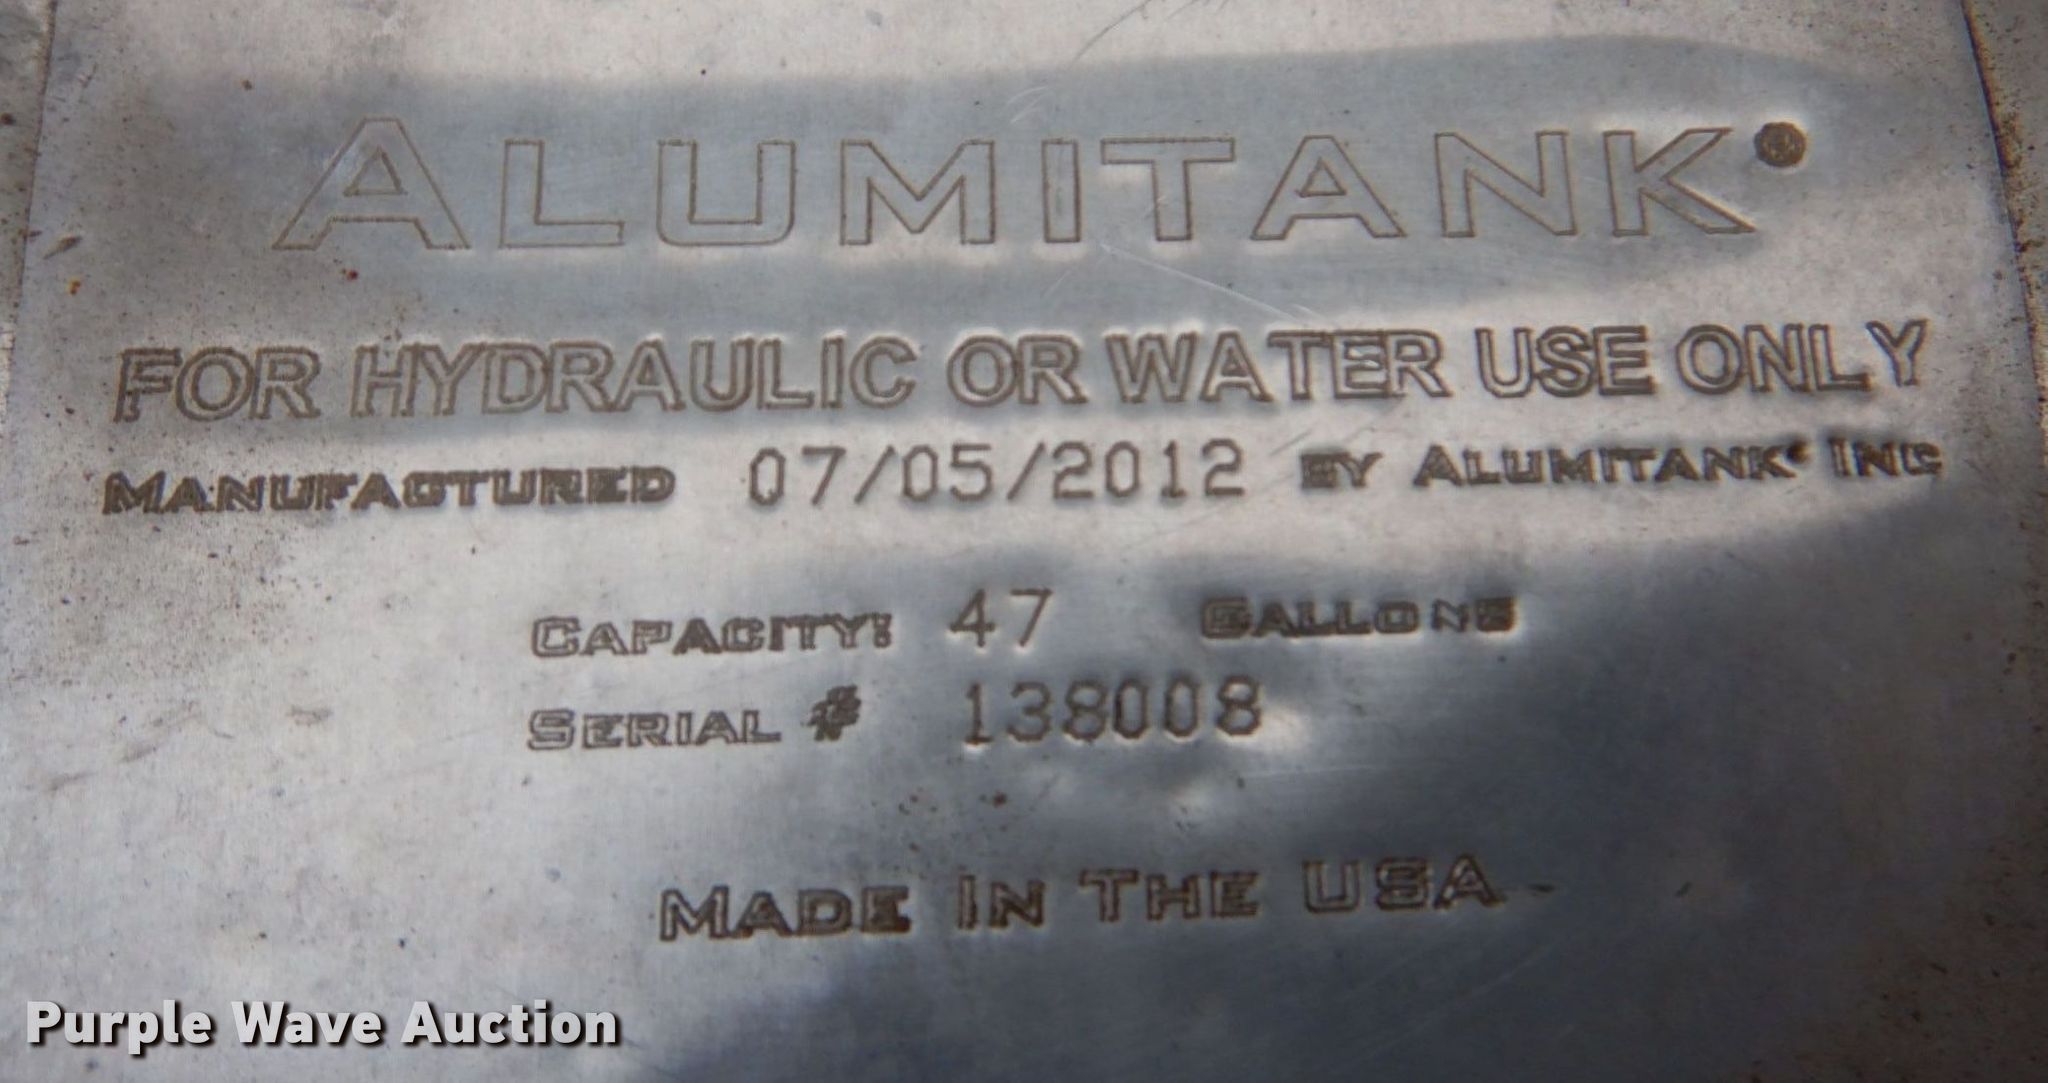 ALUMITANK®
FOR HYDRAULIC OR WATER USE ONLY
MANUFACTURED 07/05/2012 BY ALUMITANK® INC
CAPACITY: 47 GALLONS
SERIAL # 138008
MADE IN THE USA
Purple Wave Auction